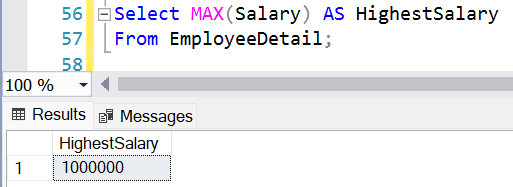 56 Select MAX(Salary) AS HighestSalary
57 From EmployeeDetail;
58
100 %
Results Messages
HighestSalary
1 1000000